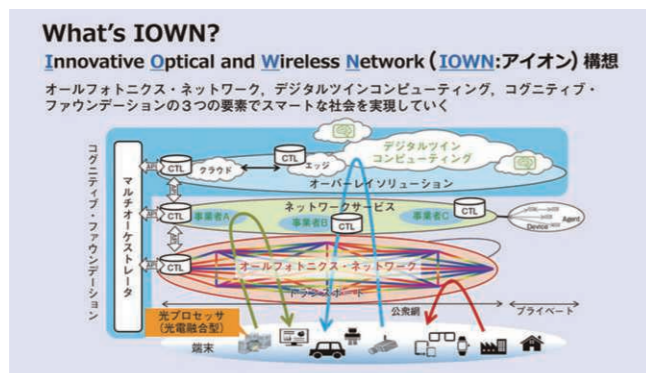 What's IOWN?
Innovative Optical and Wireless Network (IOWN:アイオン) 構想
オールフォトニクス・ネットワーク，デジタルツインコンピューティング，コグニティブ・
ファウンデーションの3つの要素でスマートな社会を実現していく
コグニティブ・ファウンデーション
マルチオーケストレータ
API
CTL
クラウド
CTL
エッジ
デジタルツイン
コンピューティング
オーバーレイソリューション
ネットワークサービス
API
CTL
事業者A
事業者B
CTL
事業者C
CTL
Device
Agent
API
CTL
オールフォトニクス・ネットワーク
トランスポート
公衆網
プライベート
光プロセッサ
(光電融合型)
端末